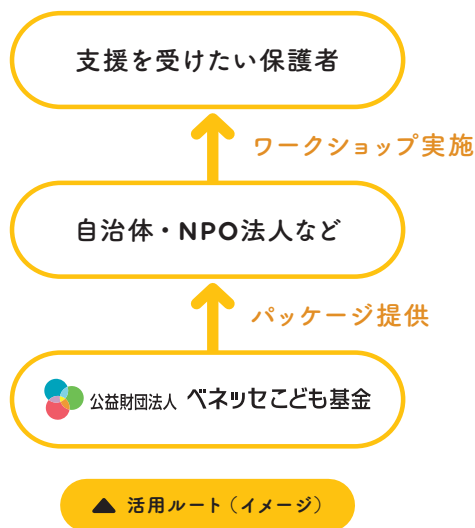 支援を受けたい保護者
ワークショップ実施
自治体・NPO法人など
パッケージ提供
公益財団法人 ベネッセこども基金
▲ 活用ルート（イメージ）